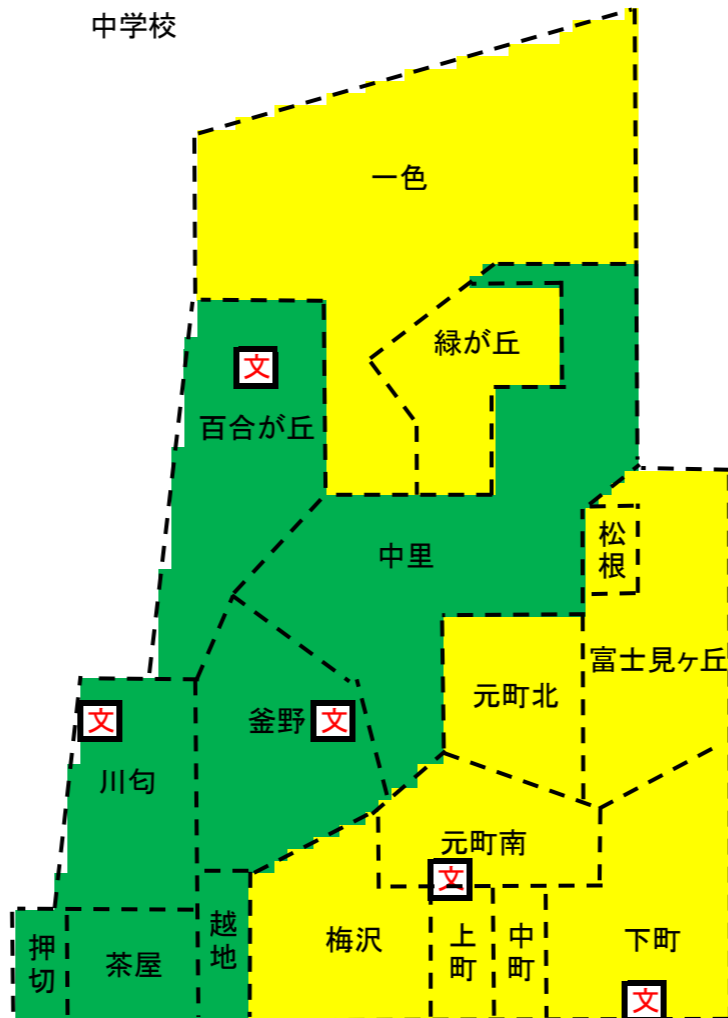 中学校
一色
緑が丘
文
百合が丘
松根
中里
富士見ヶ丘
元町北
文
釜野
文
川匂
元町南
文
押切
茶屋
越地
梅沢
上町
中町
下町
文